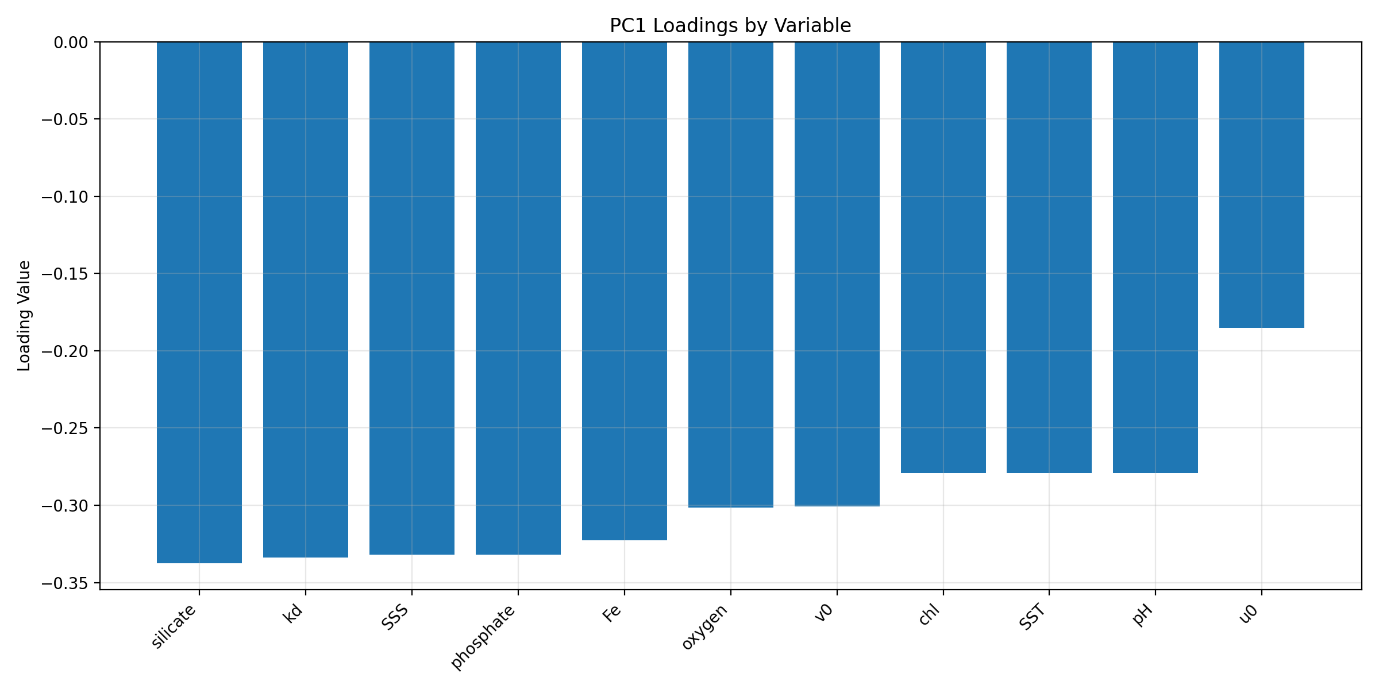 PC1 Loadings by Variable
0.00
−0.05
−0.10
−0.15
−0.20
−0.25
−0.30
−0.35
Loading Value
silicate
kd
SSS
phosphate
Fe
oxygen
v0
chl
SST
pH
u0